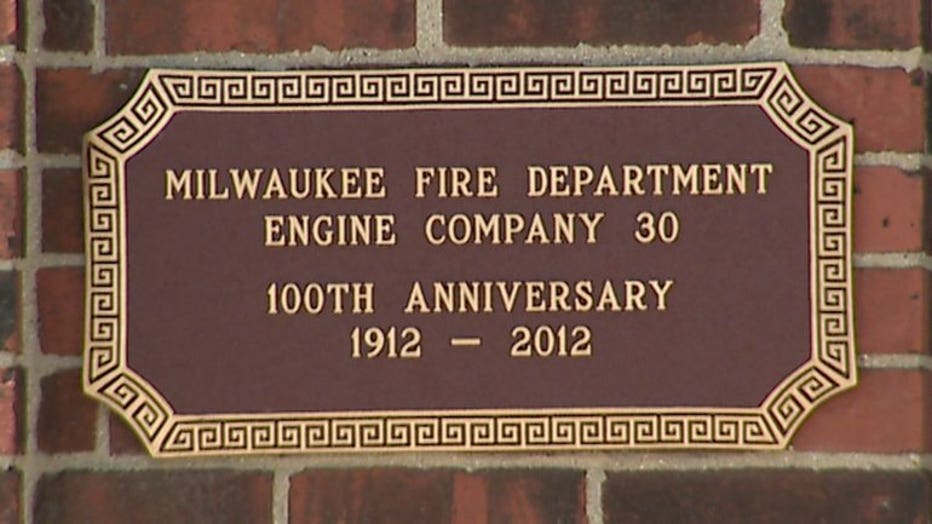 MILWAUKEE FIRE DEPARTMENT
ENGINE COMPANY 30
100TH ANNIVERSARY
1912 — 2012